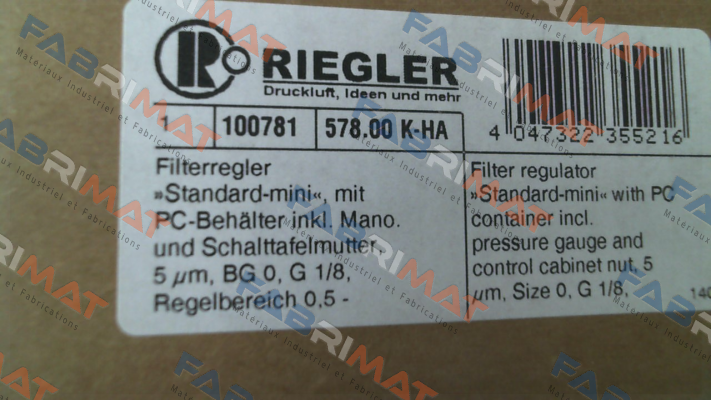 RIEGLER
Druckluft, Ideen und mehr
1 100781 578.00 K-HA
4 047322 355216
Filterregler
»Standard-mini«, mit
PC-Behälter inkl. Mano.
und Schalttafelmutter,
5 µm, BG 0, G 1/8,
Regelbereich 0,5 -
Filter regulator
»Standard-mini« with PC
container incl.
pressure gauge and
control cabinet nut, 5
µm, Size 0, G 1/8,
140
FABRIMAT
Matériaux Industriel et Fabrications